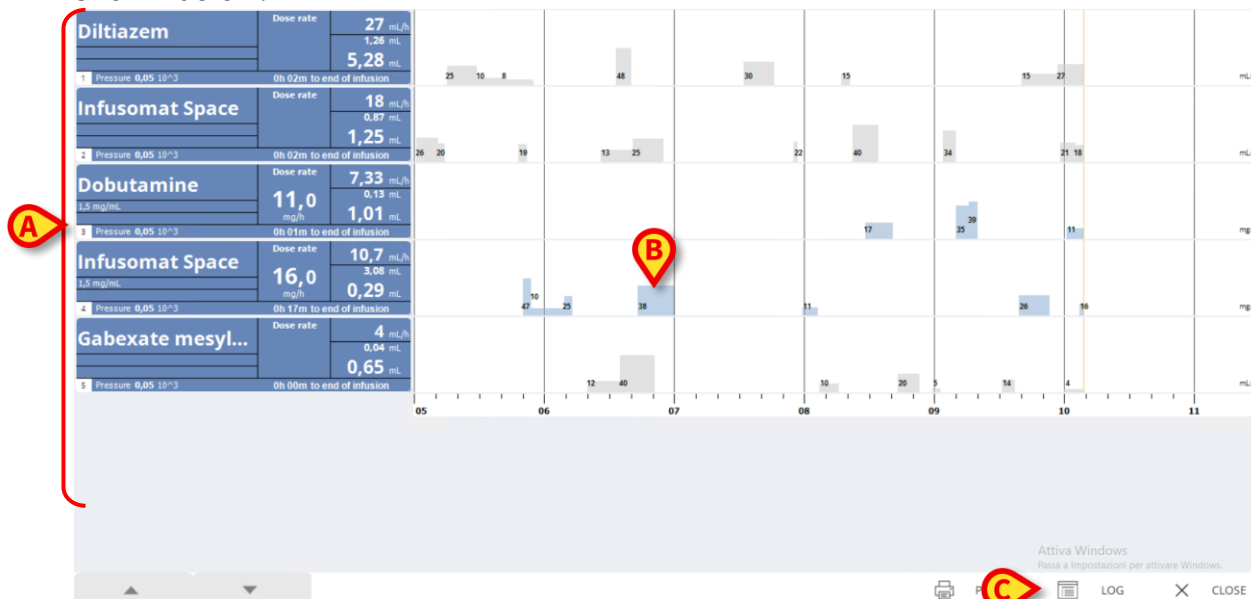 Diltiazem
Dose rate
27 mL/h
1,26 mL
5,28 mL
1 Pressure 0,05 10^3
0h 02m to end of infusion
25 10 8 48 30 15 15 27
Infusomat Space
Dose rate
18 mL/h
0,87 mL
1,25 mL
2 Pressure 0,05 10^3
0h 02m to end of infusion
26 20 19 13 25 22 40 34 21 18
Dobutamine
1,5 mg/mL
Dose rate
11,0
mg/h
7,33 mL/h
0,13 mL
1,01 mL
3 Pressure 0,05 10^3
0h 01m to end of infusion
17 35 39 11
A
B
Infusomat Space
1,5 mg/mL
Dose rate
16,0
mg/h
10,7 mL/h
3,08 mL
0,29 mL
4 Pressure 0,05 10^3
0h 17m to end of infusion
47 10 25 38 11 26 16
Gabexate mesyl...
Dose rate
4 mL/h
0,04 mL
0,65 mL
5 Pressure 0,05 10^3
0h 00m to end of infusion
12 40 10 20 5 14 4
05 06 07 08 09 10 11
Attiva Windows
Passa a Impostazioni per attivare Windows.
C
LOG
CLOSE